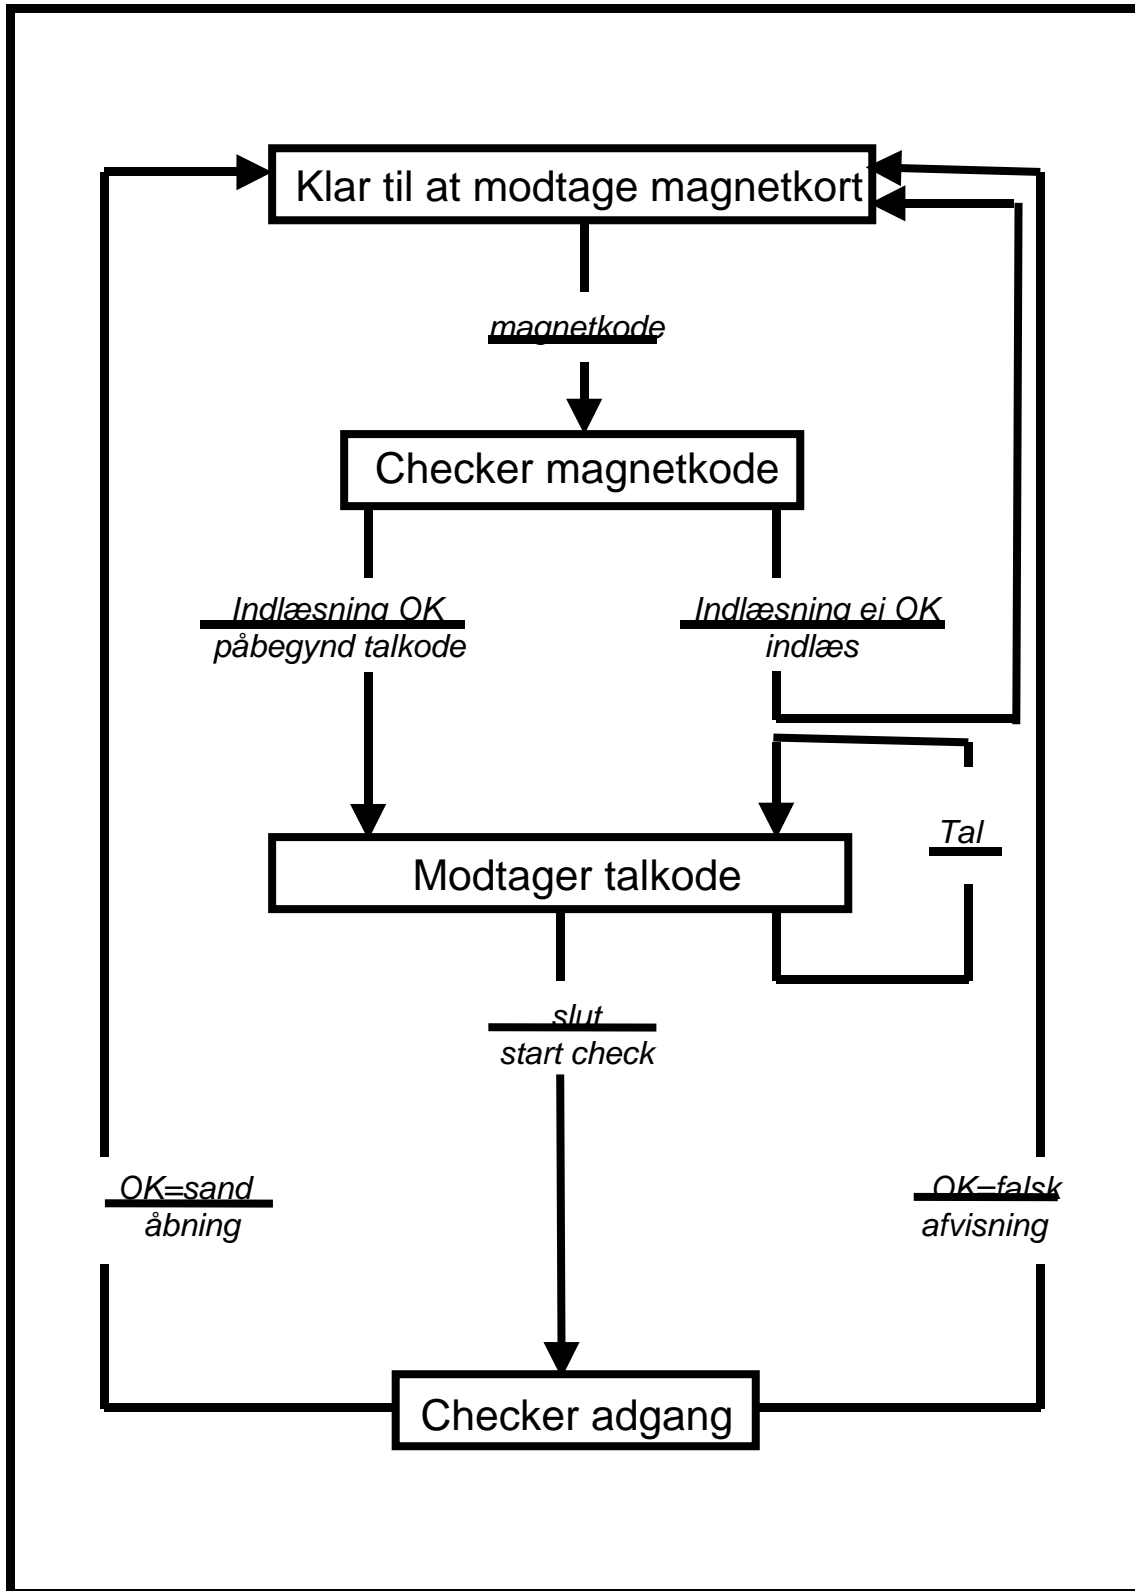 Klar til at modtage magnetkort
magnetkode
Checker magnetkode
Indlæsning OK
påbegynd talkode
Indlæsning ei OK
indlæs
Tal
Modtager talkode
slut
start check
OK=sand
åbning
OK=falsk
afvisning
Checker adgang